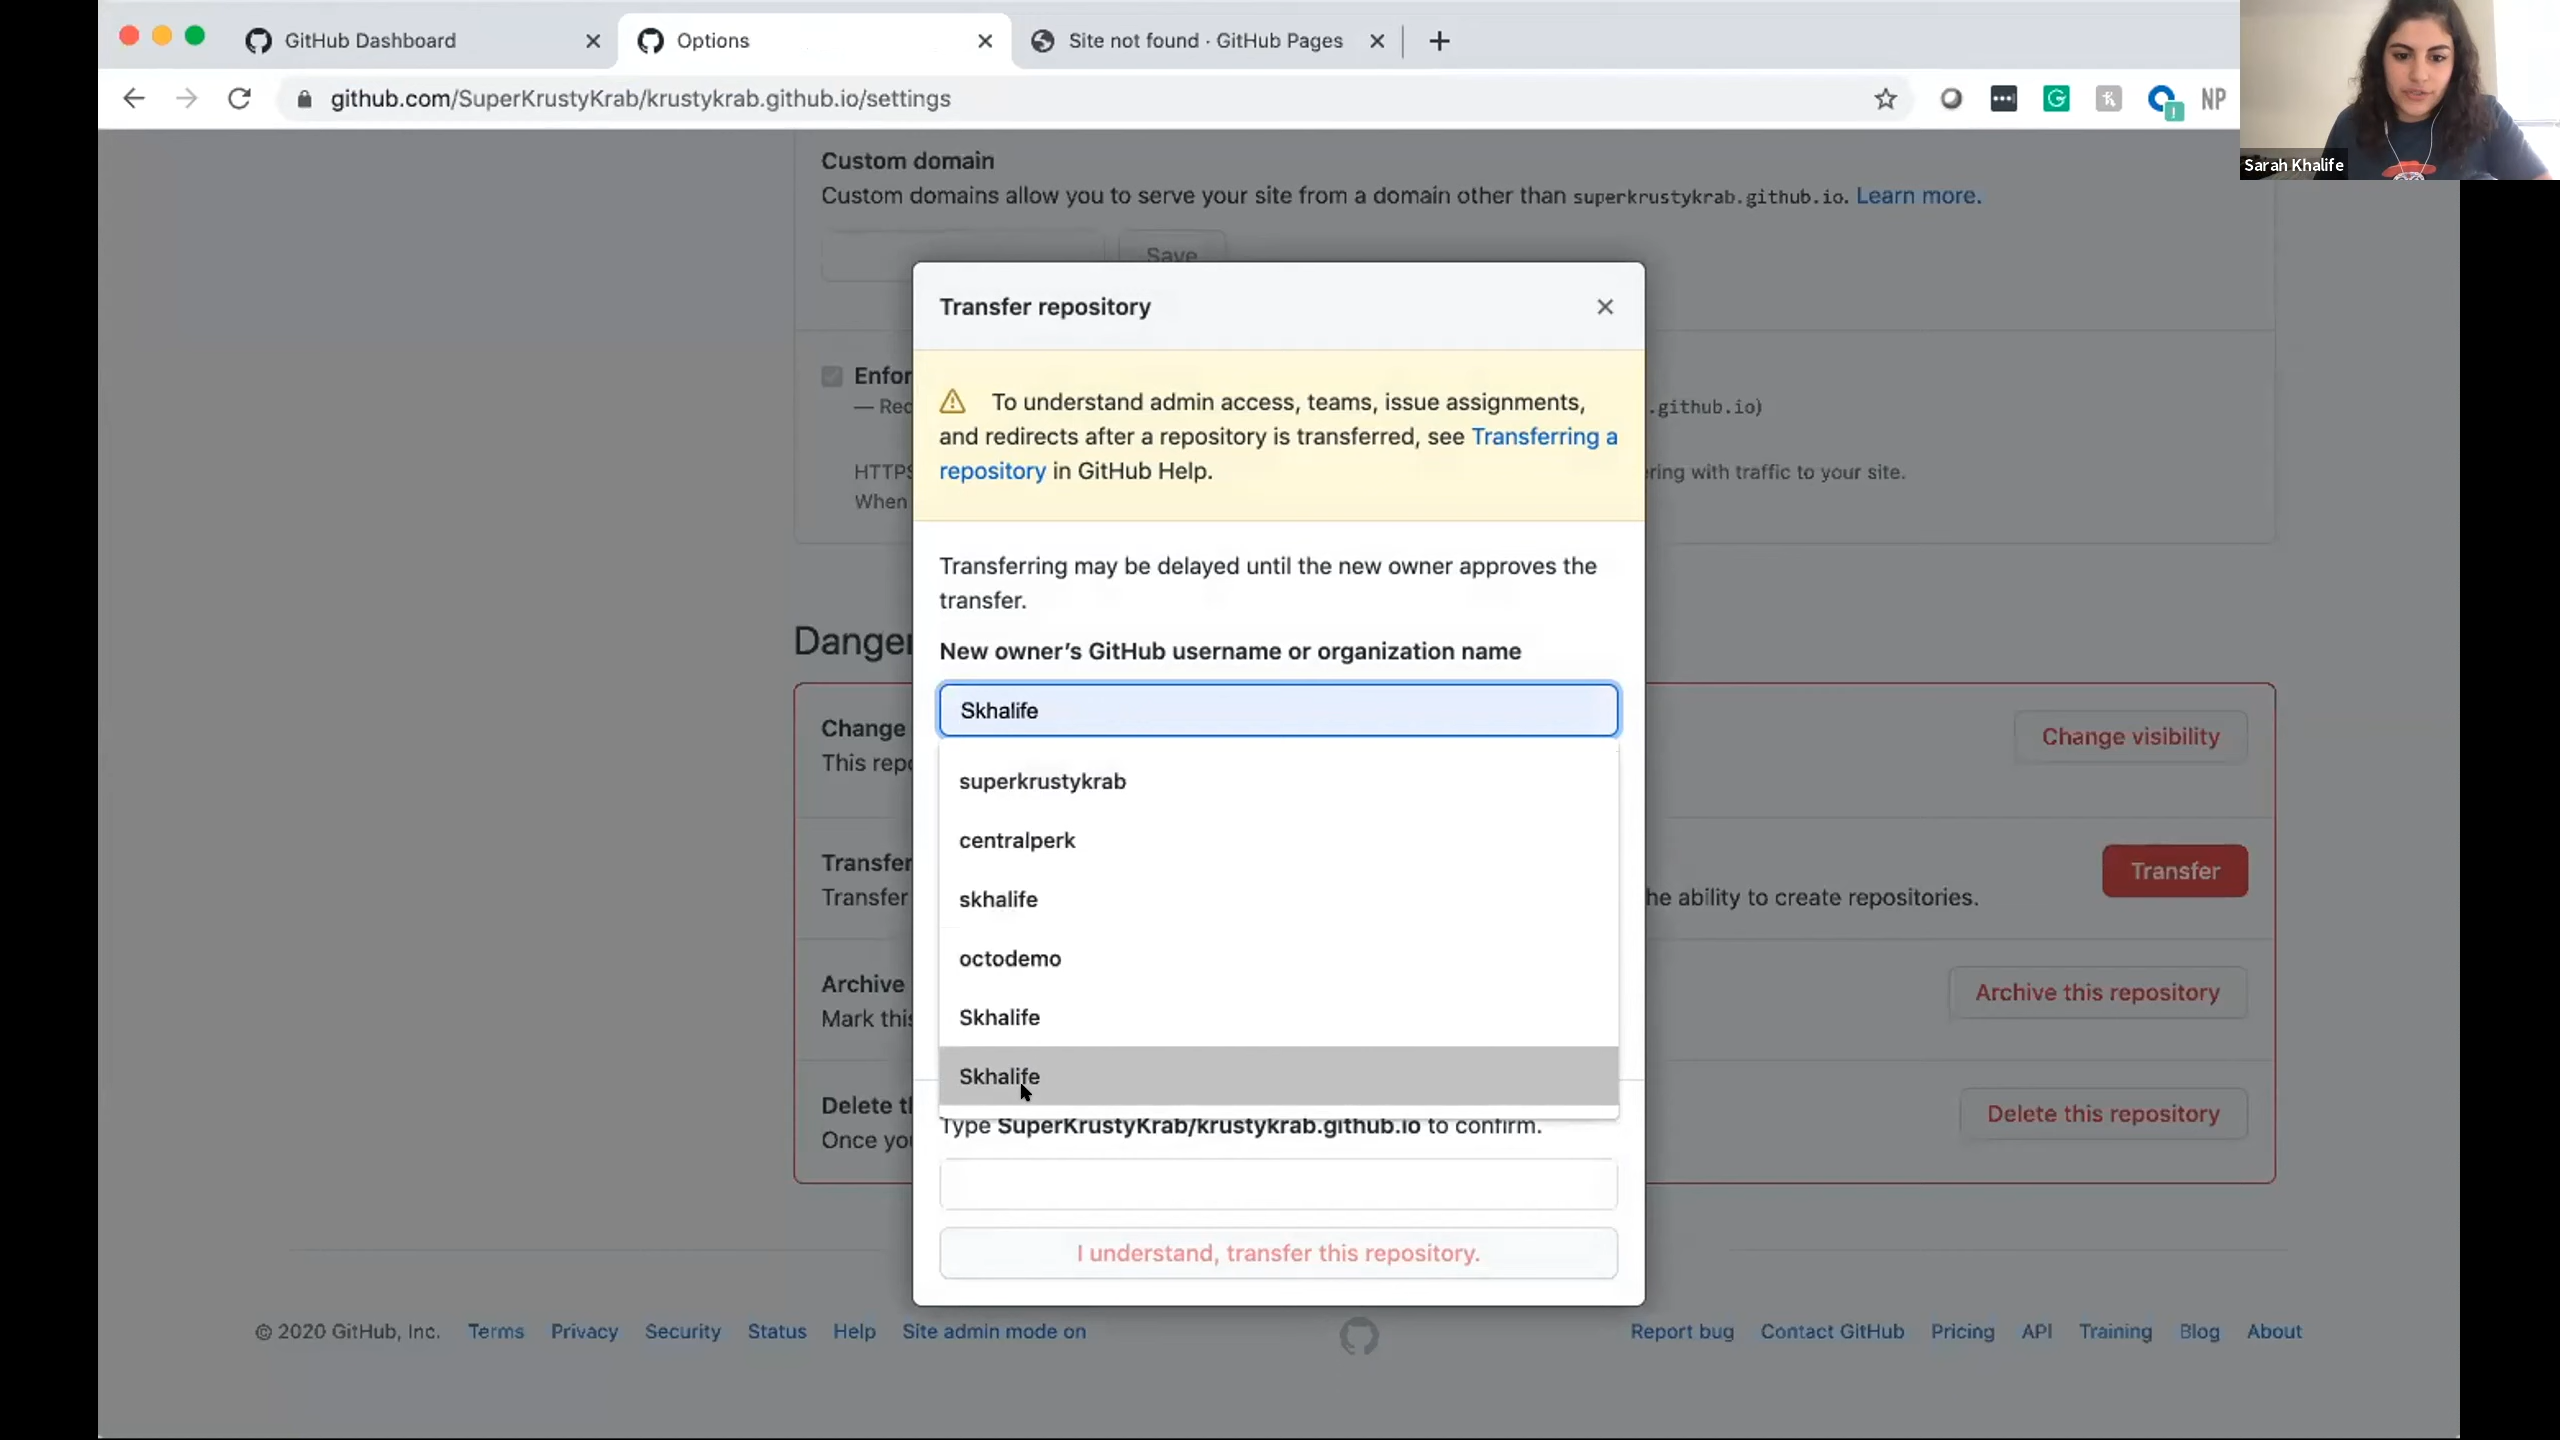 GitHub Dashboard
Options
Site not found · GitHub Pages
github.com/SuperKrustyKrab/krustykrab.github.io/settings
NP
Sarah Khalife
Custom domain
Custom domains allow you to serve your site from a domain other than superkrustykrab.github.io. Learn more.
Save
Transfer repository
Enfor
— Rec
.github.io)
To understand admin access, teams, issue assignments,
and redirects after a repository is transferred, see Transferring a
repository in GitHub Help.
HTTPS
ring with traffic to your site.
When
Transferring may be delayed until the new owner approves the
transfer.
Danger
New owner’s GitHub username or organization name
Skhalife
Change
This repo
Change visibility
superkrustykrab
centralperk
skhalife
octodemo
Skhalife
Skhalife
Transfer
Transfer
he ability to create repositories.
Transfer
Archive
Mark this
Archive this repository
Delete t
Once you
Delete this repository
Type SuperKrustyKrab/krustykrab.github.io to confirm.
I understand, transfer this repository.
© 2020 GitHub, Inc. Terms Privacy Security Status Help Site admin mode on
Report bug Contact GitHub Pricing API Training Blog About